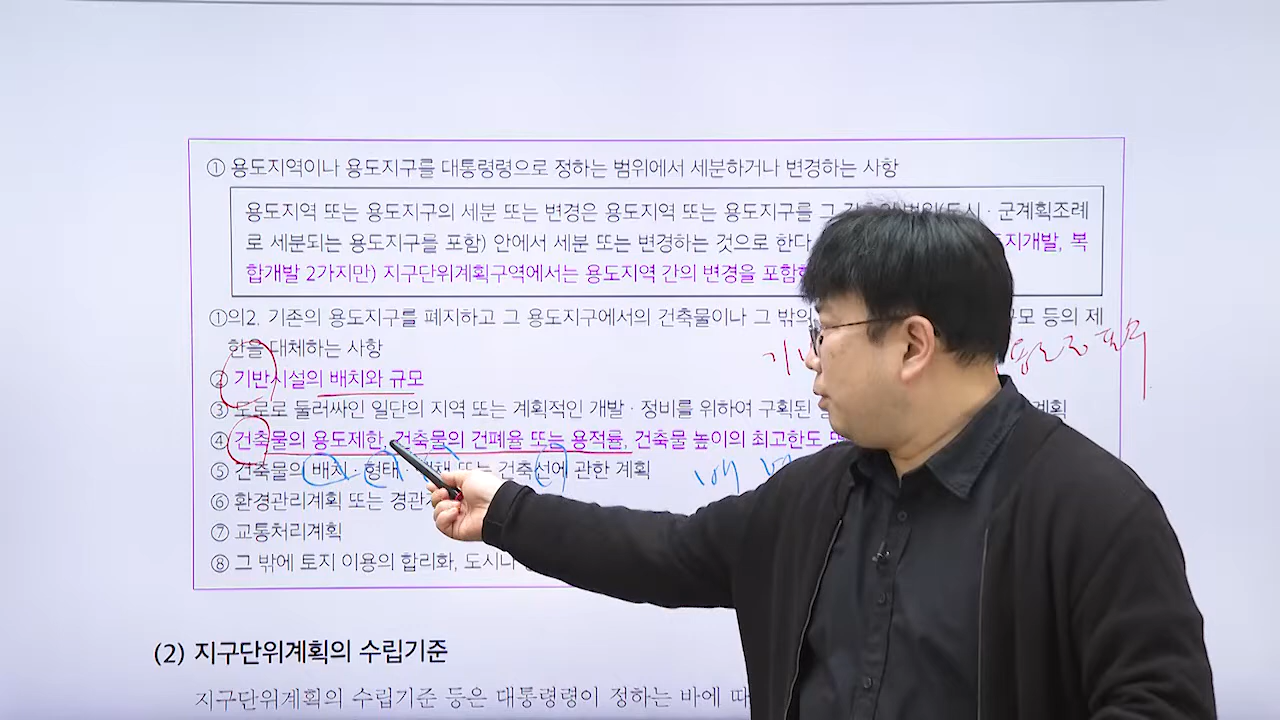 ① 용도지역이나 용도지구를 대통령령으로 정하는 범위에서 세분하거나 변경하는 사항
용도지역 또는 용도지구의 세분 또는 변경은 용도지역 또는 용도지구를 그 군계획조례
로 세분되는 용도지구를 포함) 안에서 세분 또는 변경하는 것으로 한다 복
합개발 2가지만) 지구단위계획구역에서는 용도지역 간의 변경을
①의2. 기존의 용도지구를 폐지하고 그 용도지구에서의 건축물이나 그 밖의 등의 제
한을 대체하는 사항
② 기반시설의 배치와 규모
③ 도로로 둘러싸인 일단의 지역 또는 계획적인 개발·정비를 위하여 구획된
④ 건축물의 용도제한, 건축물의 건폐율 또는 용적률, 건축물 높이의 최고한도
⑤ 건축물의 배치·형태· 또는 건축선에 관한 계획
⑥ 환경관리계획 또는
⑦ 교통처리계획
⑧ 그 밖에 토지 이용의 합리화,
(2) 지구단위계획의 수립기준
지구단위계획의 수립기준 등은 대통령령이 정하는 바에